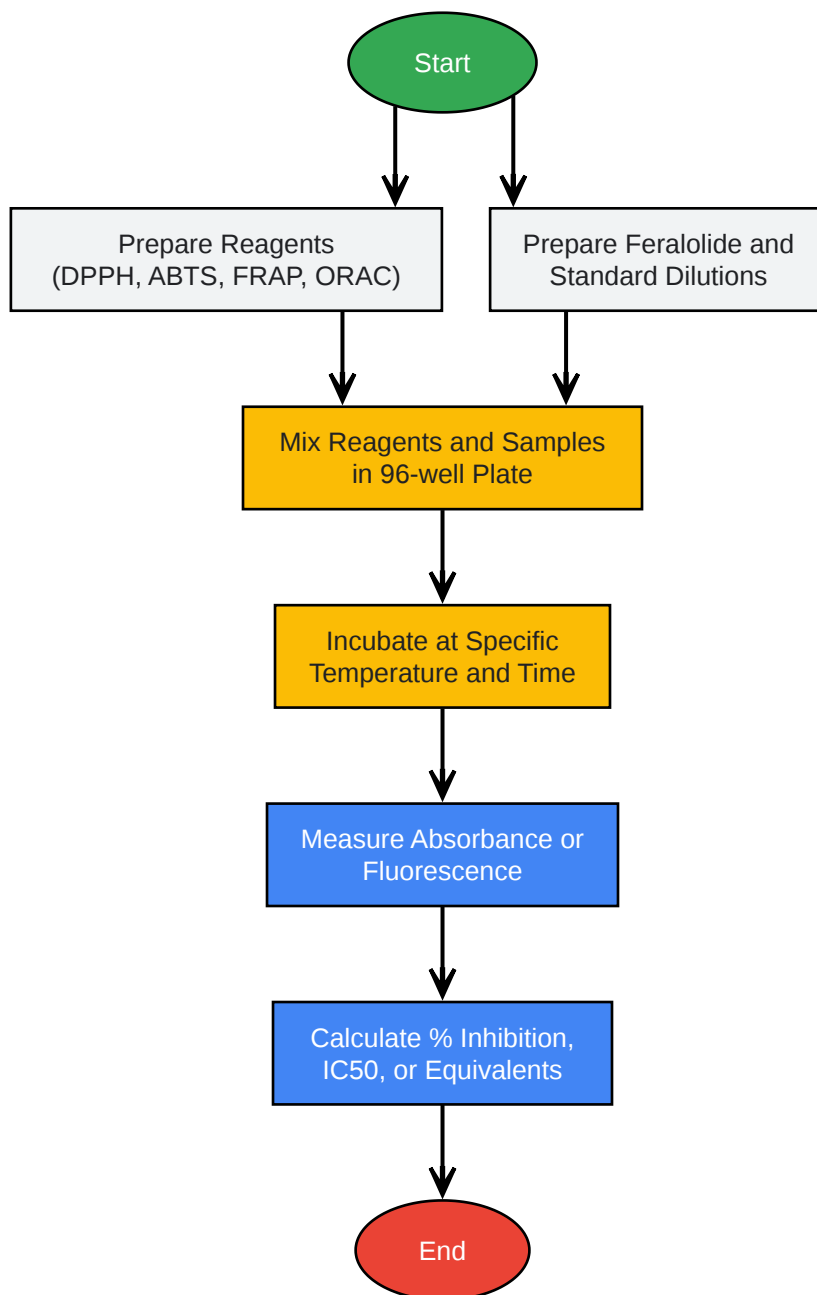 Start
Prepare Reagents
(DPPH, ABTS, FRAP, ORAC)
Prepare Feralolide and
Standard Dilutions
Mix Reagents and Samples
in 96-well Plate
Incubate at Specific
Temperature and Time
Measure Absorbance or
Fluorescence
Calculate % Inhibition,
IC50, or Equivalents
End